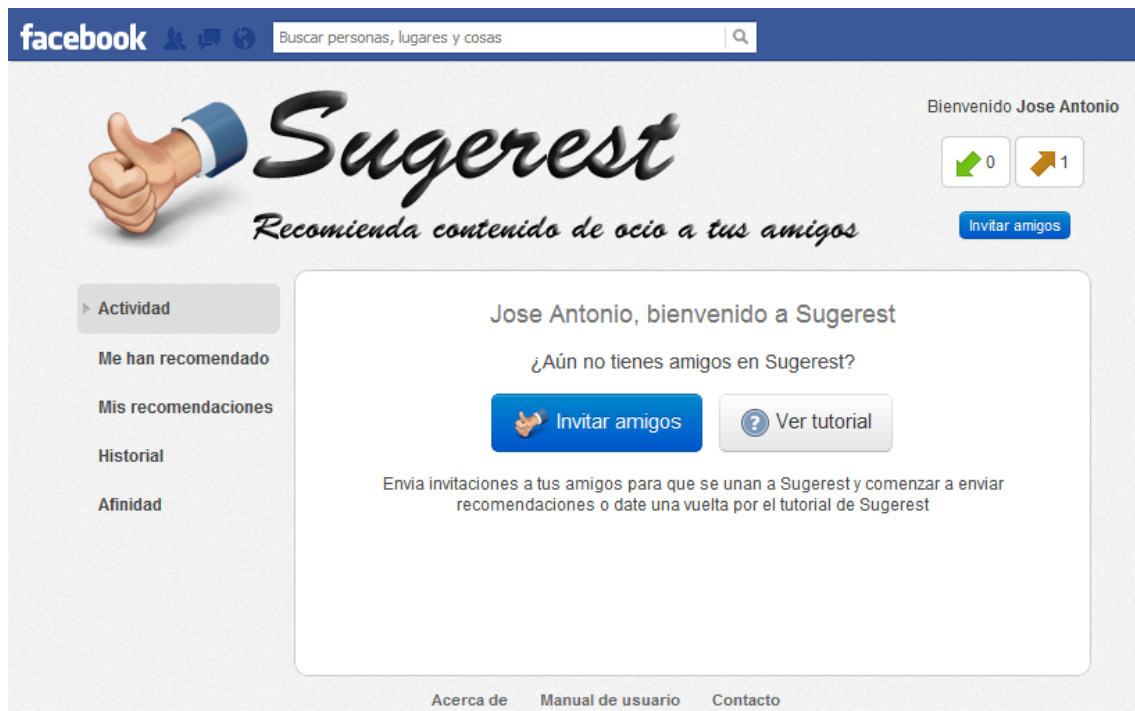 facebook
Buscar personas, lugares y cosas
Sugerest
Recomienda contenido de ocio a tus amigos
Bienvenido Jose Antonio
0
1
Invitar amigos
Actividad
Me han recomendado
Mis recomendaciones
Historial
Afinidad
Jose Antonio, bienvenido a Sugerest
¿Aún no tienes amigos en Sugerest?
Invitar amigos
? Ver tutorial
Envia invitaciones a tus amigos para que se unan a Sugerest y comenzar a enviar
recomendaciones o date una vuelta por el tutorial de Sugerest
Acerca de Manual de usuario Contacto